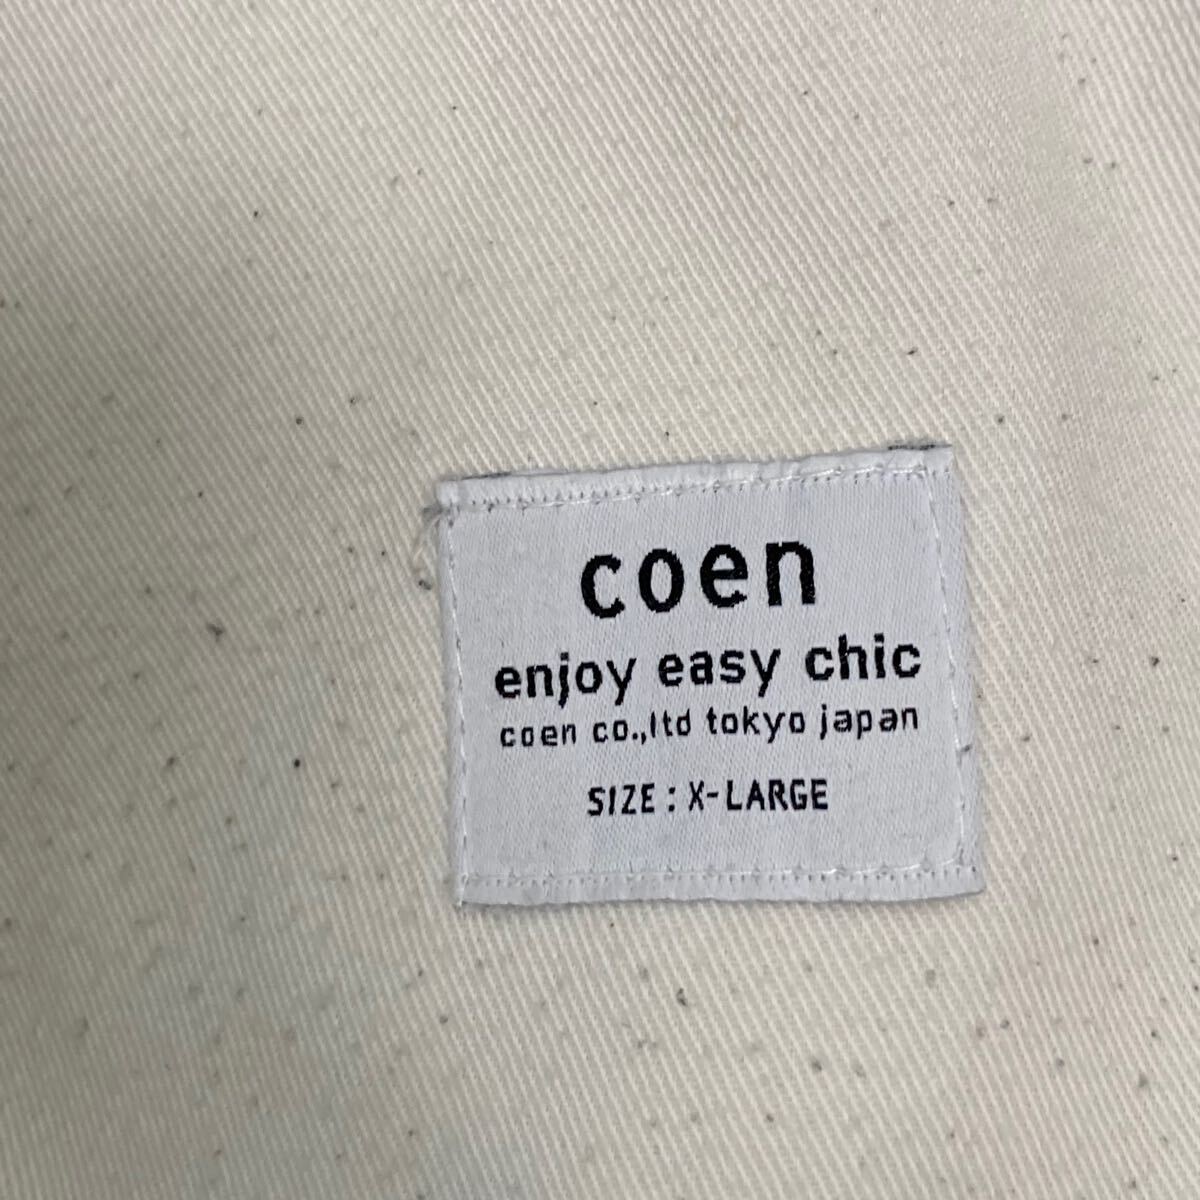 coen
enjoy easy chic
coen co.,ltd tokyo japan
SIZE : X-LARGE